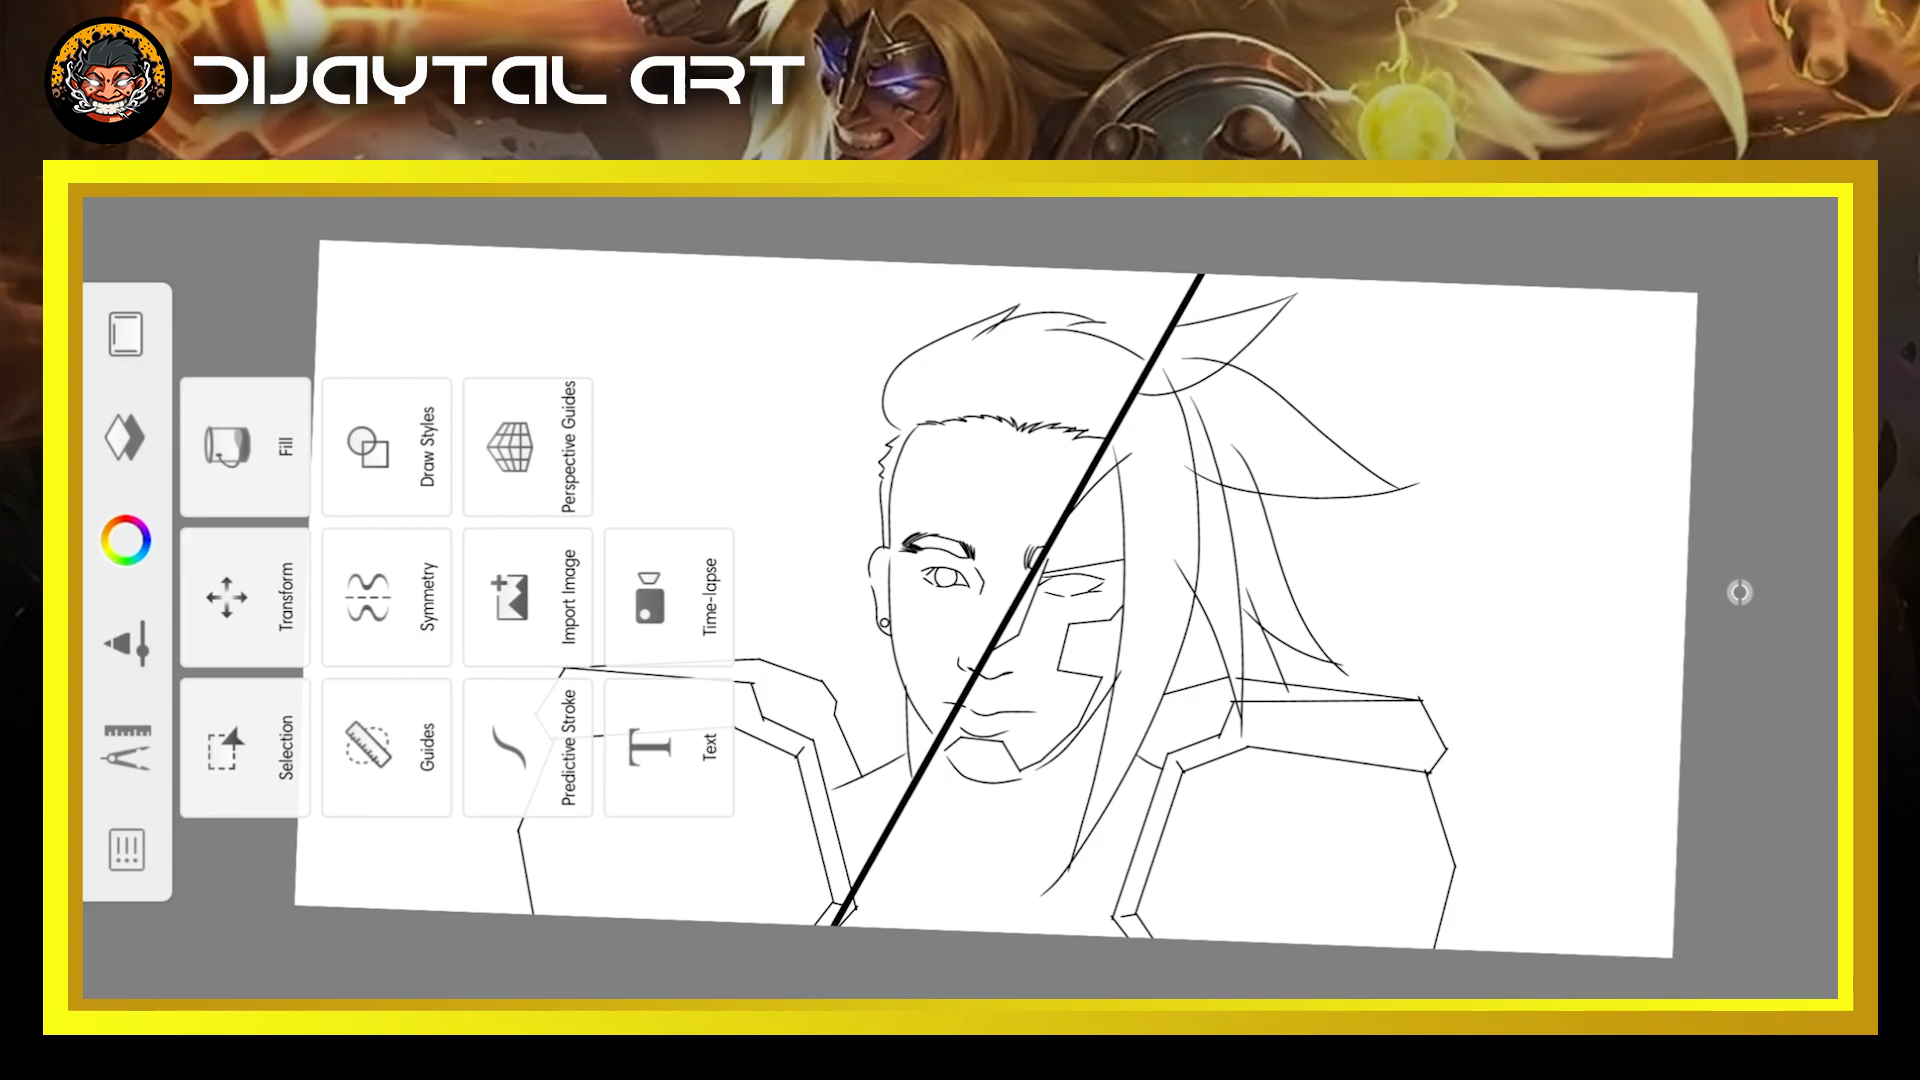 DIJAYTAL ART
Fill
Draw Styles
Perspective Guides
Transform
Symmetry
Import Image
Time-lapse
Selection
Guides
Predictive Stroke
Text